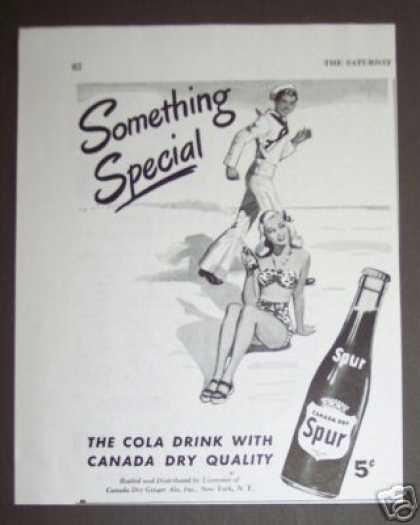 82
THE SATURDAY
Something
Special
Spur
CANADA DRY
Spur
THE COLA DRINK WITH
CANADA DRY QUALITY
5¢
Bottled and Distributed by Licensees of
Canada Dry Ginger Ale, Inc., New York, N. Y.